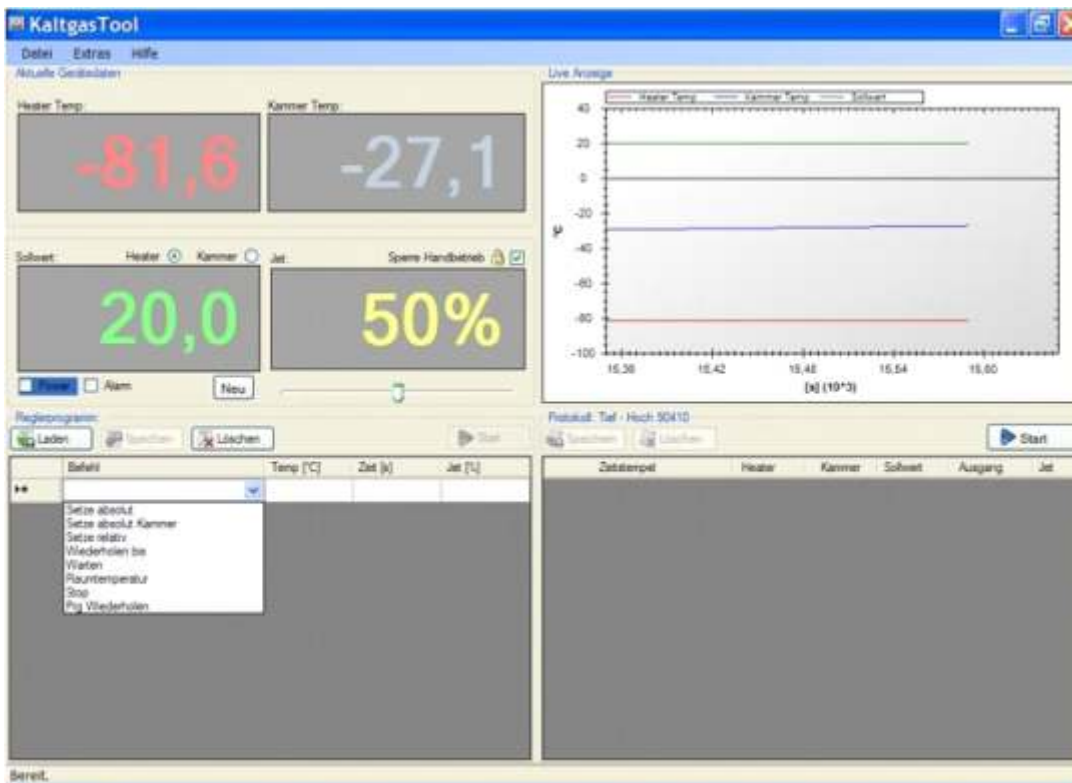 KaltgasTool
Datei Extras Hilfe
Aktuelle Gerätedaten
Heater Temp:
Kammer Temp:
-81,6
-27,1
Sollwert:
Heater
Kammer
Jet:
Sperre Handbetrieb
20,0
50%
Power
Alarm
Neu
Live Anzeige
Heater Temp Kammer Temp Sollwert
40
20
0
-20
-40
-60
-80
-100
°C
15,36 15,42 15,48 15,54 15,60
[s] (10^3)
Reglerprogramm:
Laden Speichern Löschen Start
Befehl Temp [°C] Zeit [s] Jet [%]
Setze absolut
Setze absolut Kammer
Setze relativ
Wiederholen bis
Warten
Raumtemperatur
Stop
Prg Wiederholen
Protokoll: Tief - Hoch 90410
Speichern Löschen Start
Zeitstempel Heater Kammer Sollwert Ausgang Jet
Bereit.